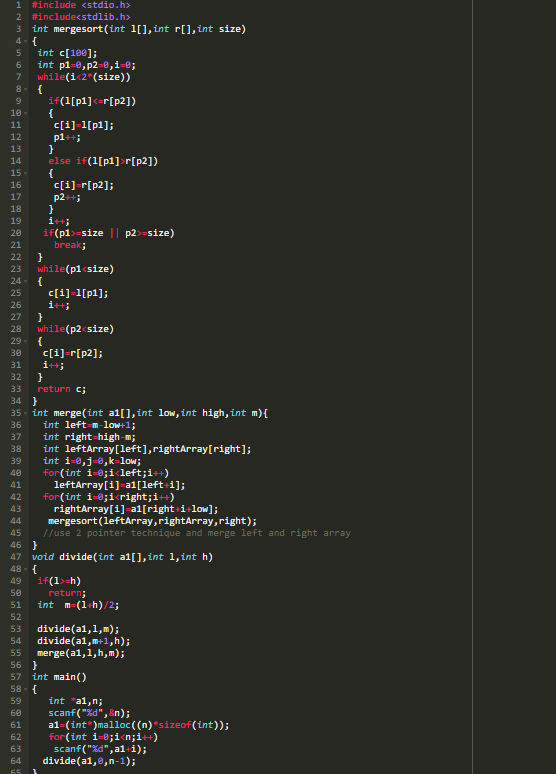 1 #include <stdio.h>
2 #include<stdlib.h>
3 int mergesort(int l[],int r[],int size)
4 {
5 int c[100];
6 int p1=0,p2=0,i=0;
7 while(i<2*(size))
8 {
9 if(l[p1]<=r[p2])
10 {
11 c[i]=l[p1];
12 p1++;
13 }
14 else if(l[p1]>r[p2])
15 {
16 c[i]=r[p2];
17 p2++;
18 }
19 i++;
20 if(p1>=size || p2>=size)
21 break;
22 }
23 while(p1<size)
24 {
25 c[i]=l[p1];
26 i++;
27 }
28 while(p2<size)
29 {
30 c[i]=r[p2];
31 i++;
32 }
33 return c;
34 }
35 int merge(int a1[],int low,int high,int m){
36 int left=m-low+1;
37 int right=high-m;
38 int leftArray[left],rightArray[right];
39 int i=0,j=0,k=low;
40 for(int i=0;i<left;i++)
41 leftArray[i]=a1[left+i];
42 for(int i=0;i<right;i++)
43 rightArray[i]=a1[right+i+low];
44 mergesort(leftArray,rightArray,right);
45 //use 2 pointer technique and merge left and right array
46 }
47 void divide(int a1[],int l,int h)
48 {
49 if(l>=h)
50 return;
51 int m=(l+h)/2;
52
53 divide(a1,l,m);
54 divide(a1,m+1,h);
55 merge(a1,l,h,m);
56 }
57 int main()
58 {
59 int *a1,n;
60 scanf("%d",&n);
61 a1=(int*)malloc((n)*sizeof(int));
62 for(int i=0;i<n;i++)
63 scanf("%d",a1+i);
64 divide(a1,0,n-1);
65 }